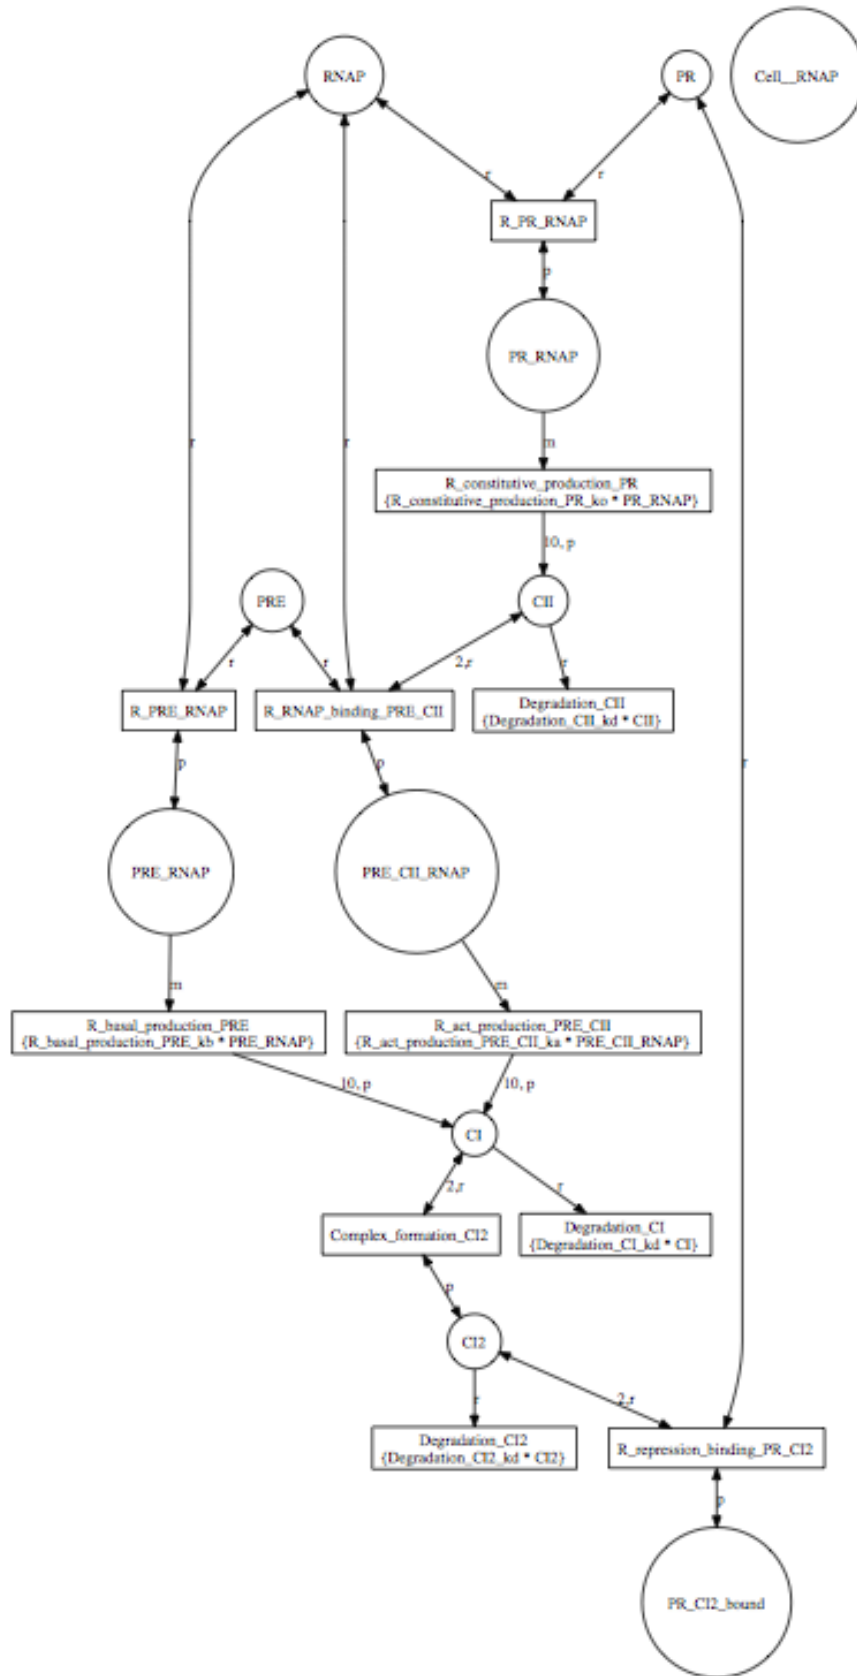 RNAP
PR
Cell__RNAP
r
r
R_PR_RNAP
p
PR_RNAP
r
r
m
R_constitutive_production_PR
{R_constitutive_production_PR_ko * PR_RNAP}
10, p
PRE
CII
r
r
2,r
r
R_PRE_RNAP
R_RNAP_binding_PRE_CII
Degradation_CII
{Degradation_CII_kd * CII}
p
p
r
PRE_RNAP
PRE_CII_RNAP
m
m
R_basal_production_PRE
{R_basal_production_PRE_kb * PRE_RNAP}
R_act_production_PRE_CII
{R_act_production_PRE_CII_ka * PRE_CII_RNAP}
10, p
10, p
CI
2,r
r
Complex_formation_CI2
Degradation_CI
{Degradation_CI_kd * CI}
p
CI2
r
2,r
Degradation_CI2
{Degradation_CI2_kd * CI2}
R_repression_binding_PR_CI2
p
PR_CI2_bound